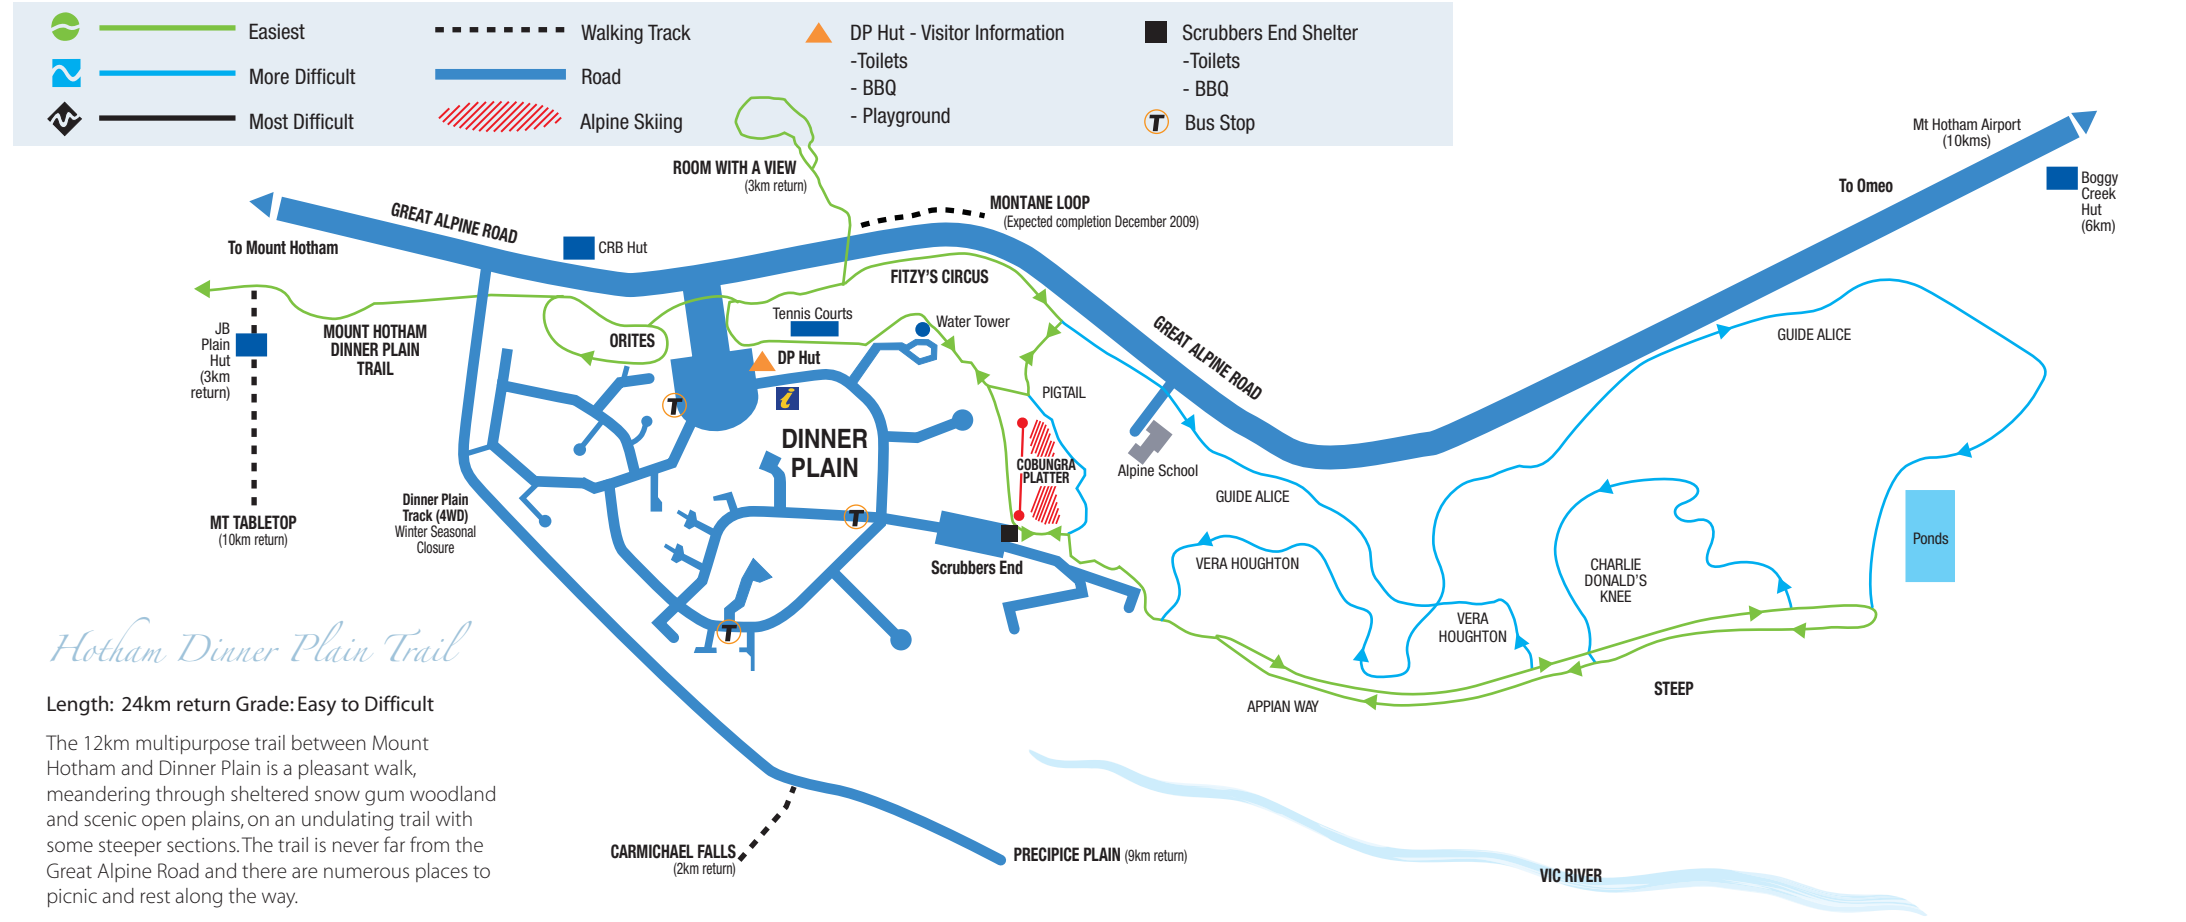 Easiest
More Difficult
Most Difficult
Walking Track
Road
Alpine Skiing
DP Hut - Visitor Information
-Toilets
- BBQ
- Playground
Scrubbers End Shelter
-Toilets
- BBQ
T Bus Stop
ROOM WITH A VIEW
(3km return)
MONTANE LOOP
(Expected completion December 2009)
Mt Hotham Airport
(10kms)
To Omeo
Boggy
Creek
Hut
(6km)
GREAT ALPINE ROAD
To Mount Hotham
CRB Hut
FITZY'S CIRCUS
Tennis Courts
Water Tower
JB
Plain
Hut
(3km
return)
MOUNT HOTHAM
DINNER PLAIN
TRAIL
ORITES
DP Hut
i
T
GREAT ALPINE ROAD
GUIDE ALICE
PIGTAIL
DINNER
PLAIN
COBUNGRA
PLATTER
Alpine School
GUIDE ALICE
Dinner Plain
Track (4WD)
Winter Seasonal
Closure
MT TABLETOP
(10km return)
T
Scrubbers End
VERA HOUGHTON
CHARLIE
DONALD'S
KNEE
Ponds
VERA
HOUGHTON
T
STEEP
APPIAN WAY
Hotham Dinner Plain Trail
Length: 24km return Grade: Easy to Difficult
The 12km multipurpose trail between Mount
Hotham and Dinner Plain is a pleasant walk,
meandering through sheltered snow gum woodland
and scenic open plains, on an undulating trail with
some steeper sections. The trail is never far from the
Great Alpine Road and there are numerous places to
picnic and rest along the way.
CARMICHAEL FALLS
(2km return)
PRECIPICE PLAIN (9km return)
VIC RIVER